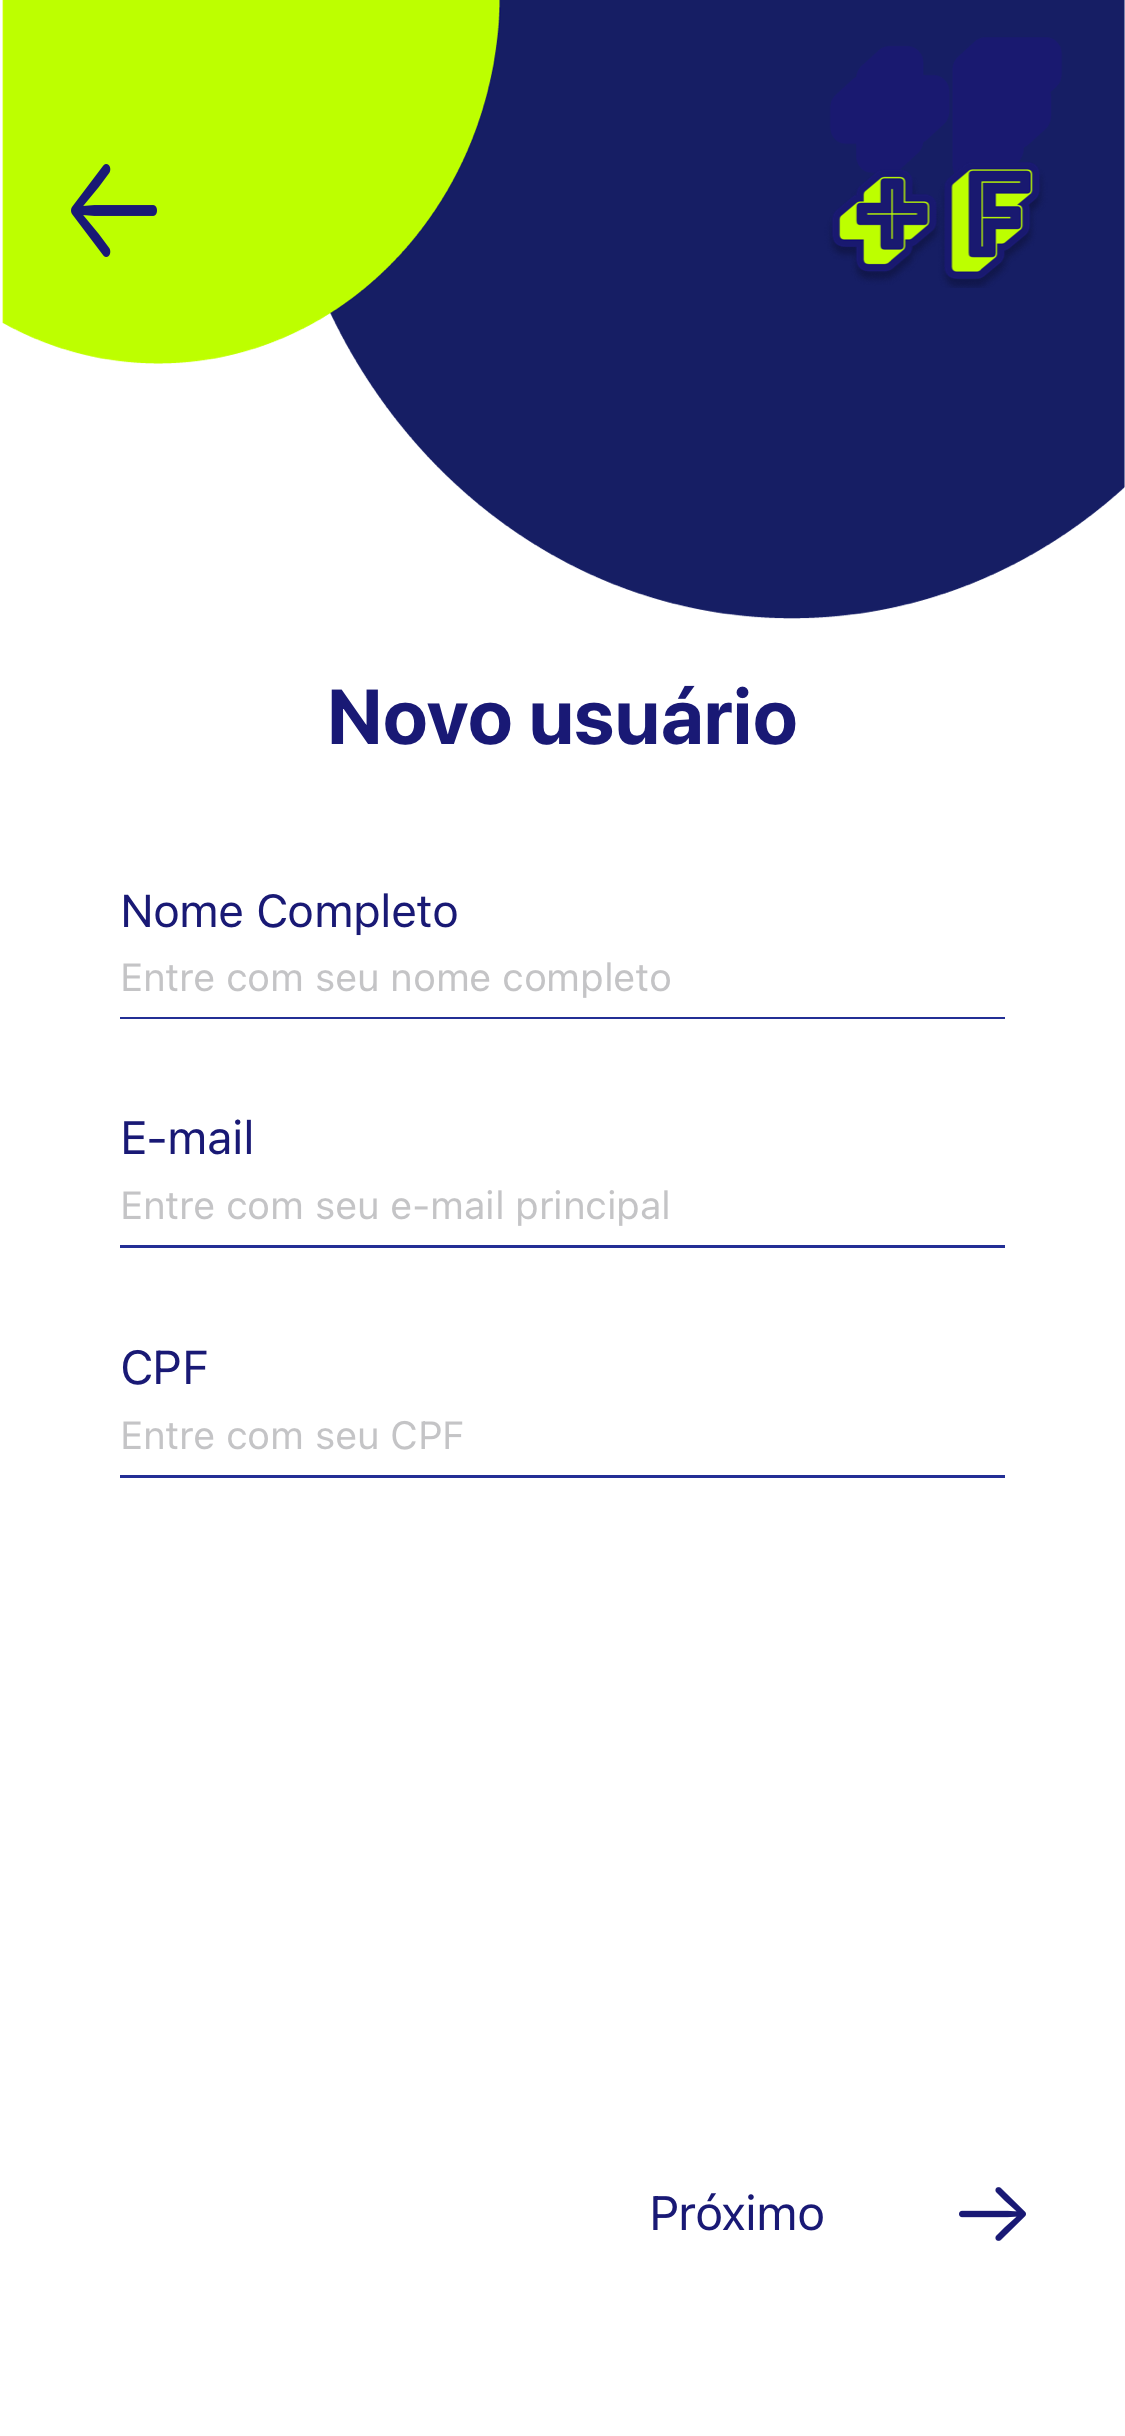 + F
Novo usuário
Nome Completo
Entre com seu nome completo
E-mail
Entre com seu e-mail principal
CPF
Entre com seu CPF
Próximo